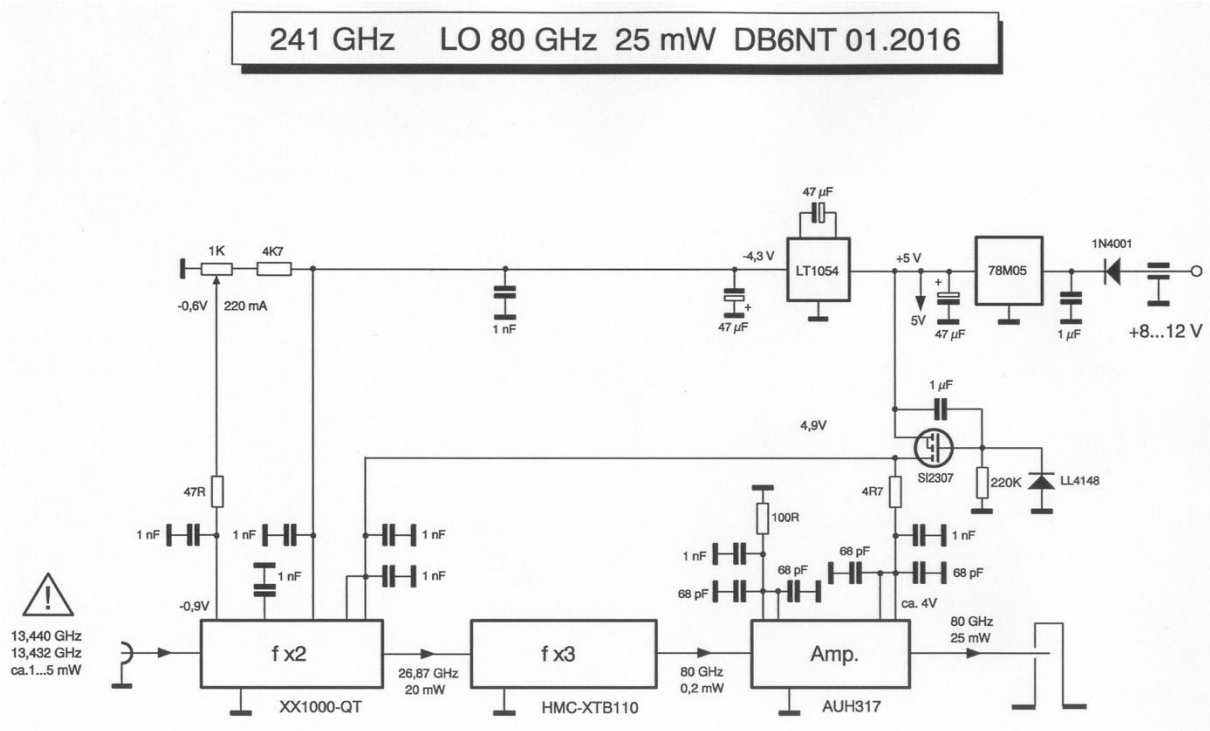 241 GHz LO 80 GHz 25 mW DB6NT 01.2016
47 µF
1K
4K7
-4,3 V
LT1054
+5 V
78M05
1N4001
-0,6V
220 mA
1 nF
+
47 µF
5V
+
47 µF
1 µF
+8...12 V
1 µF
4,9V
SI2307
220K
LL4148
47R
4R7
100R
1 nF
1 nF
1 nF
1 nF
1 nF
1 nF
1 nF
68 pF
68 pF
68 pF
68 pF
ca. 4V
-0,9V
!
13,440 GHz
13,432 GHz
ca.1...5 mW
f x2
26,87 GHz
20 mW
f x3
80 GHz
0,2 mW
Amp.
80 GHz
25 mW
XX1000-QT
HMC-XTB110
AUH317